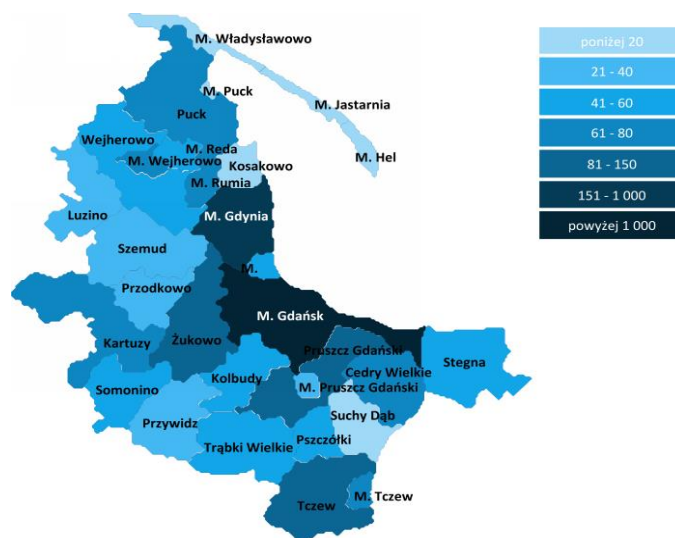 M. Władysławowo
M. Puck
M. Jastarnia
Puck
Wejherowo
M. Reda
M. Wejherowo
Kosakowo
M. Hel
M. Rumia
Luzino
M. Gdynia
Szemud
M.
Przodkowo
M. Gdańsk
Kartuzy
Żukowo
Pruszcz Gdański
Stegna
Somonino
Kolbudy
Cedry Wielkie
M. Pruszcz Gdański
Przywidz
Suchy Dąb
Trąbki Wielkie
Pszczółki
Tczew
M. Tczew
poniżej 20
21 - 40
41 - 60
61 - 80
81 - 150
151 - 1 000
powyżej 1 000